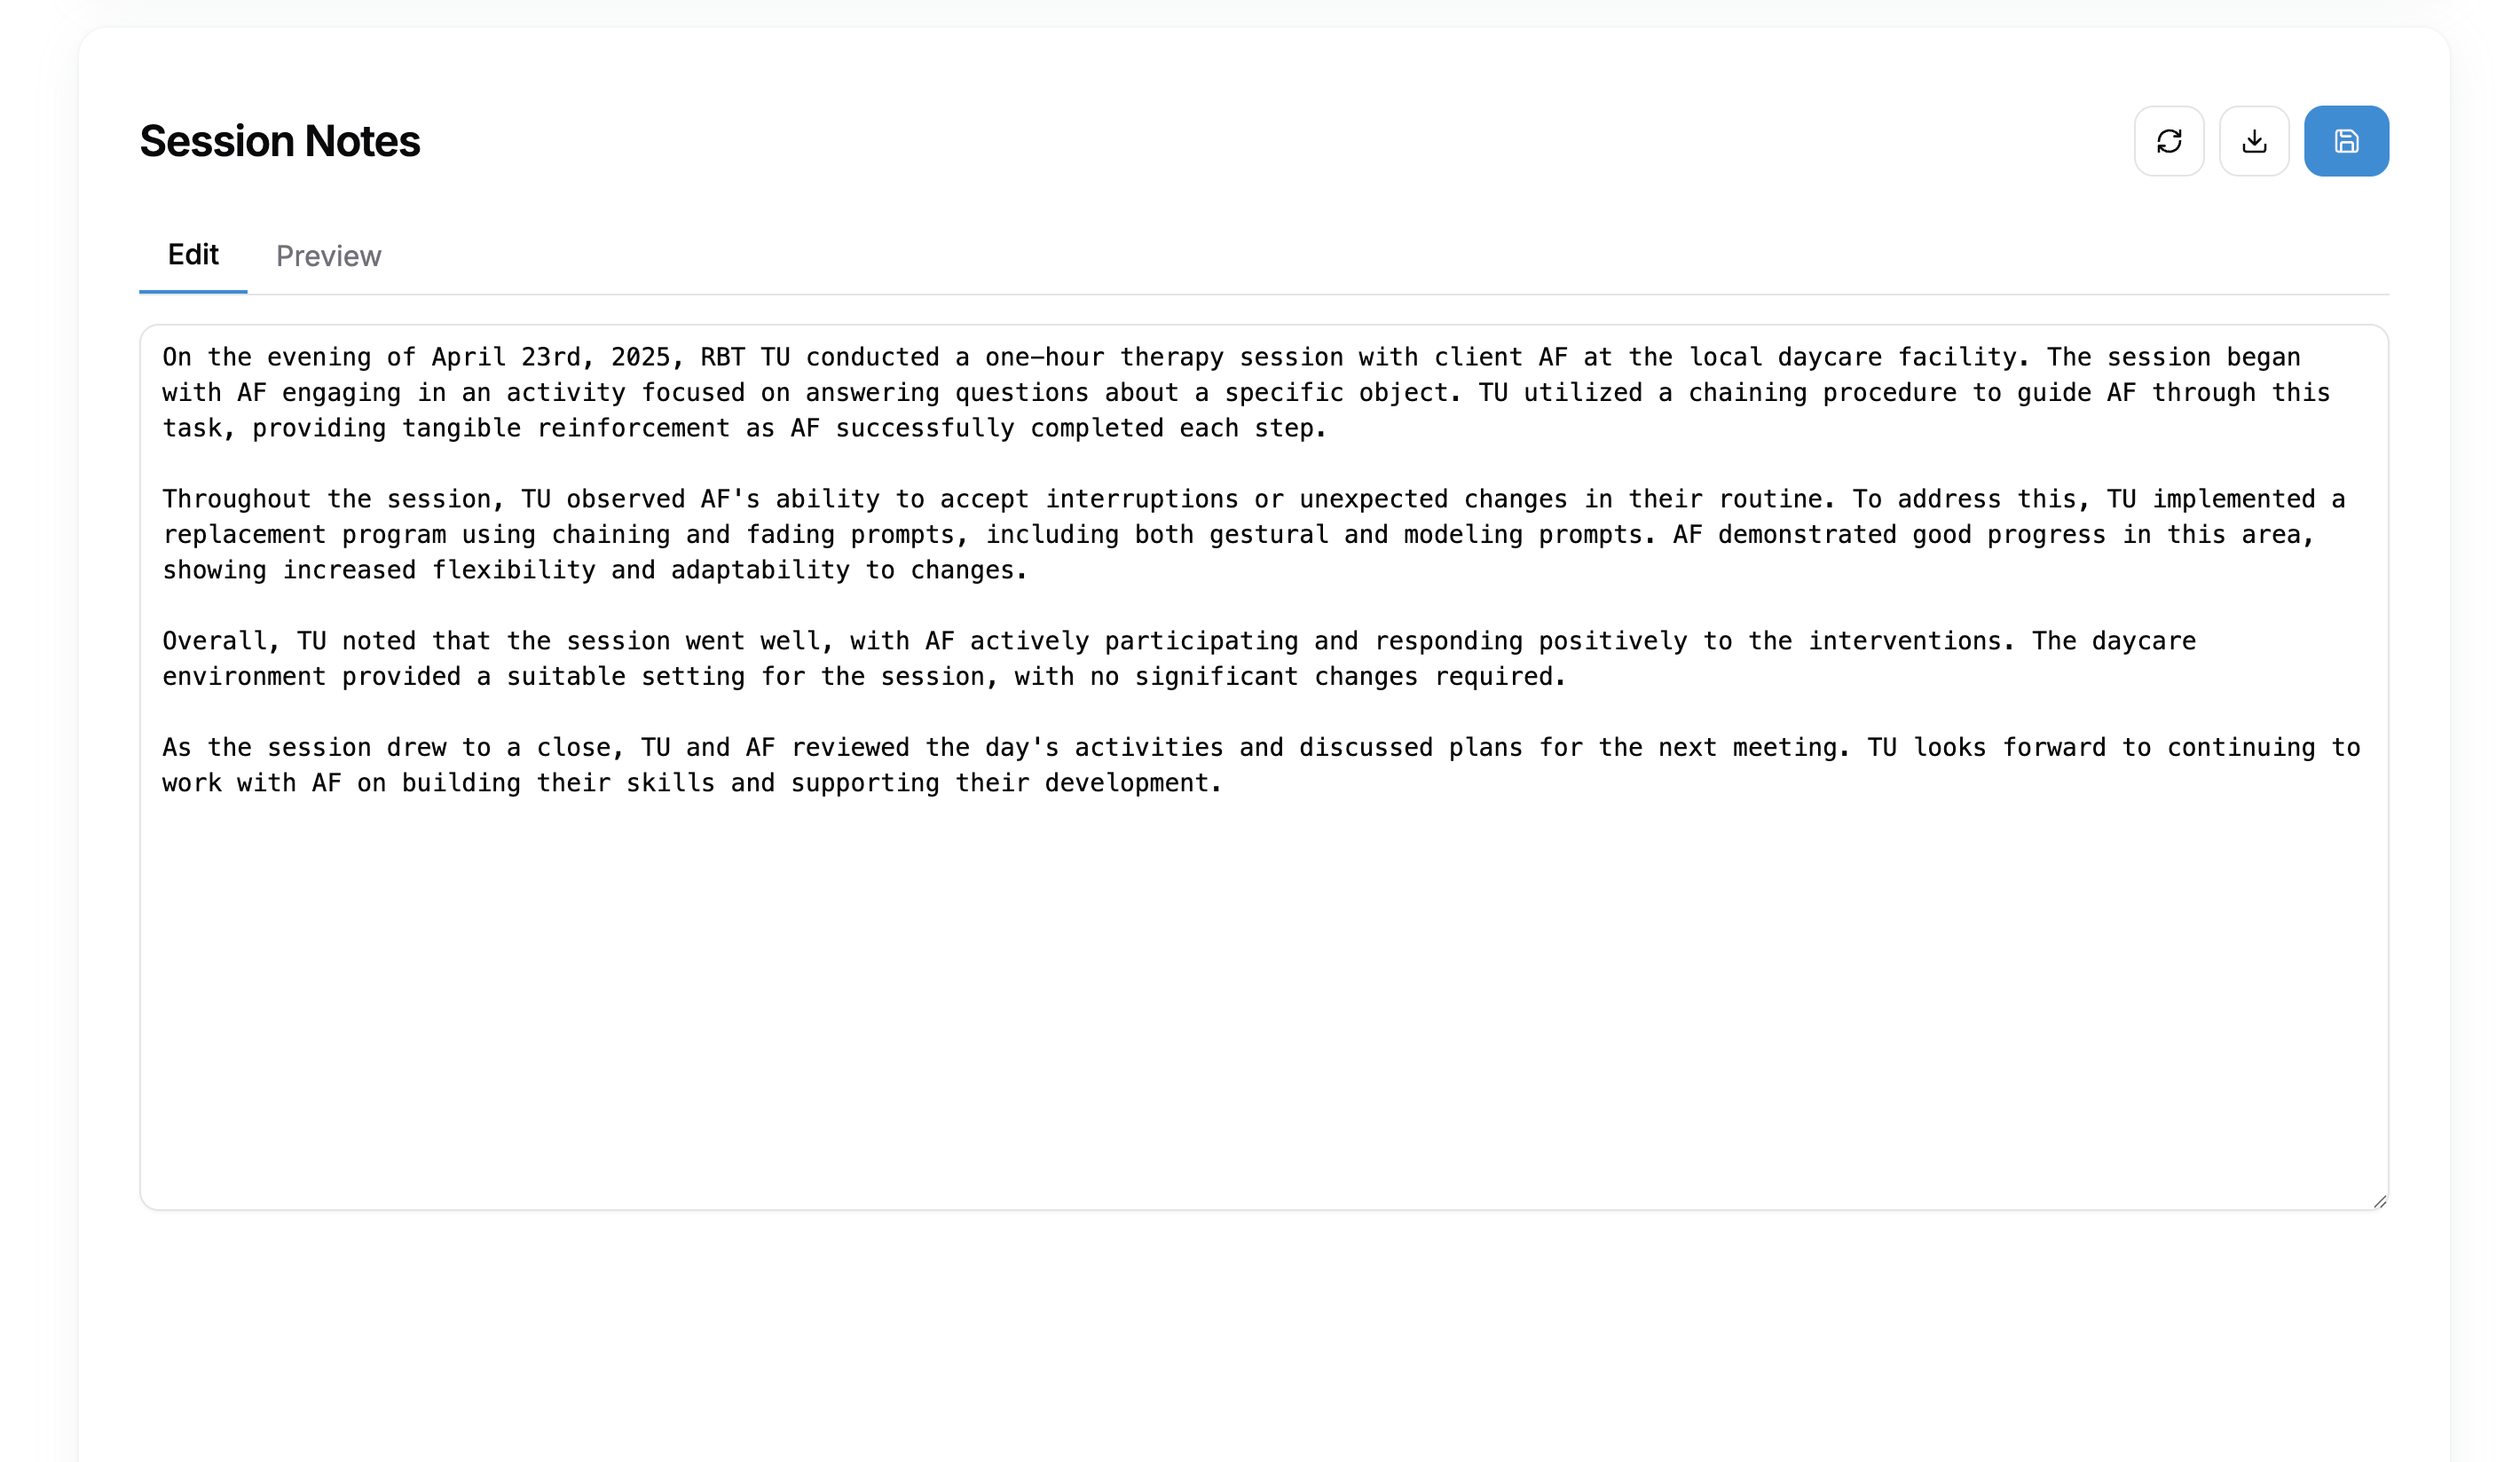 Session Notes
Edit
Preview
On the evening of April 23rd, 2025, RBT TU conducted a one-hour therapy session with client AF at the local daycare facility. The session began
with AF engaging in an activity focused on answering questions about a specific object. TU utilized a chaining procedure to guide AF through this
task, providing tangible reinforcement as AF successfully completed each step.
Throughout the session, TU observed AF's ability to accept interruptions or unexpected changes in their routine. To address this, TU implemented a
replacement program using chaining and fading prompts, including both gestural and modeling prompts. AF demonstrated good progress in this area,
showing increased flexibility and adaptability to changes.
Overall, TU noted that the session went well, with AF actively participating and responding positively to the interventions. The daycare
environment provided a suitable setting for the session, with no significant changes required.
As the session drew to a close, TU and AF reviewed the day's activities and discussed plans for the next meeting. TU looks forward to continuing to
work with AF on building their skills and supporting their development.